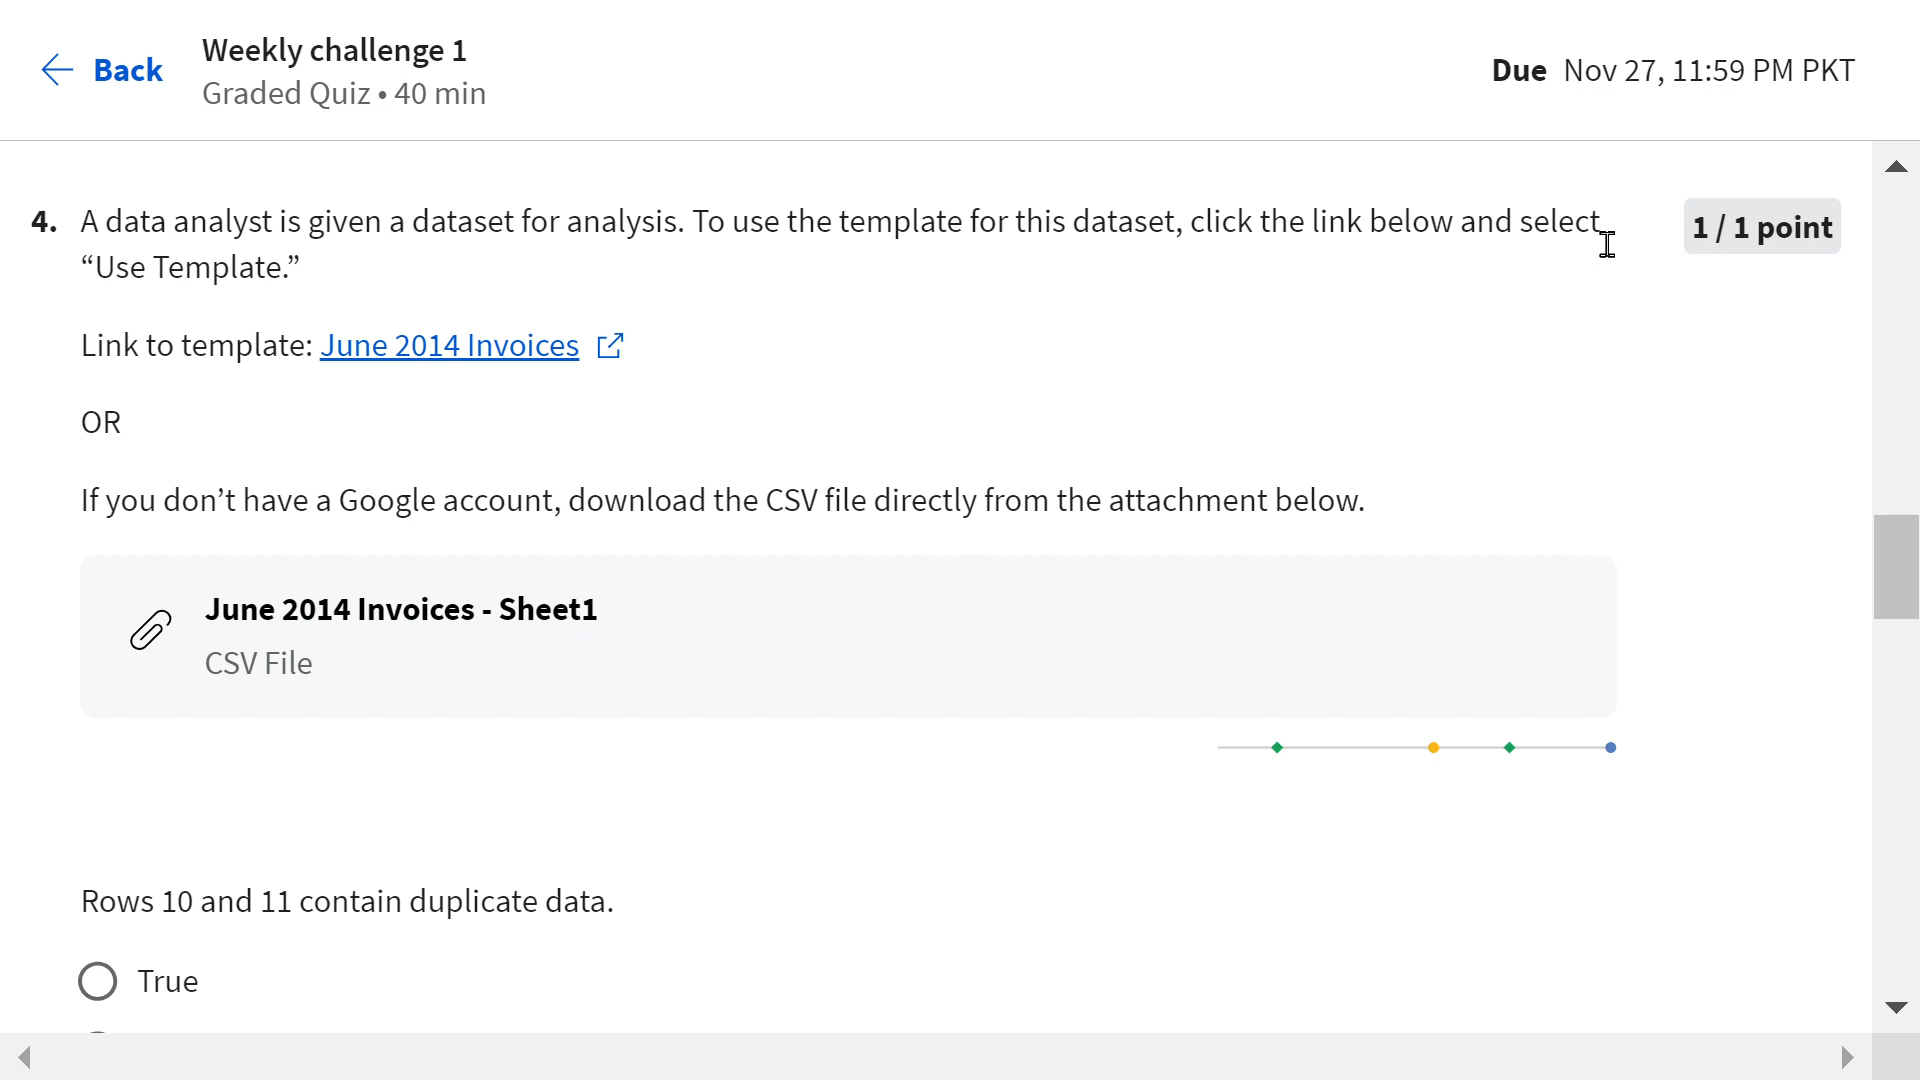 Back
Weekly challenge 1
Graded Quiz • 40 min
Due Nov 27, 11:59 PM PKT
4. A data analyst is given a dataset for analysis. To use the template for this dataset, click the link below and select
“Use Template.”
1 / 1 point
Link to template: June 2014 Invoices
OR
If you don’t have a Google account, download the CSV file directly from the attachment below.
June 2014 Invoices - Sheet1
CSV File
Rows 10 and 11 contain duplicate data.
True